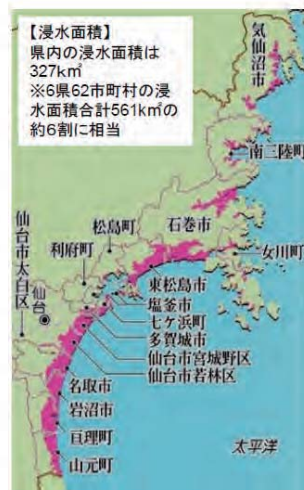 【浸水面積】
県内の浸水面積は
327k㎡
※6県62市町村の浸
水面積合計561k㎡の
約6割に相当
気仙沼市
南三陸町
石巻市
松島町
女川町
利府町
仙台市太白区
仙台
東松島市
塩釜市
七ケ浜町
多賀城市
仙台市宮城野区
仙台市若林区
名取市
岩沼市
亘理町
山元町
太平洋